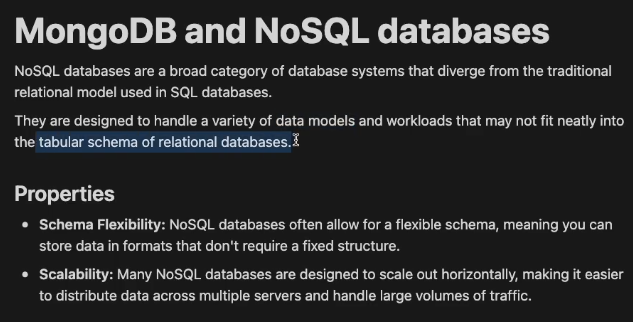 MongoDB and NoSQL databases
NoSQL databases are a broad category of database systems that diverge from the traditional
relational model used in SQL databases.
They are designed to handle a variety of data models and workloads that may not fit neatly into
the tabular schema of relational databases.
Properties
• Schema Flexibility: NoSQL databases often allow for a flexible schema, meaning you can
store data in formats that don't require a fixed structure.
• Scalability: Many NoSQL databases are designed to scale out horizontally, making it easier
to distribute data across multiple servers and handle large volumes of traffic.